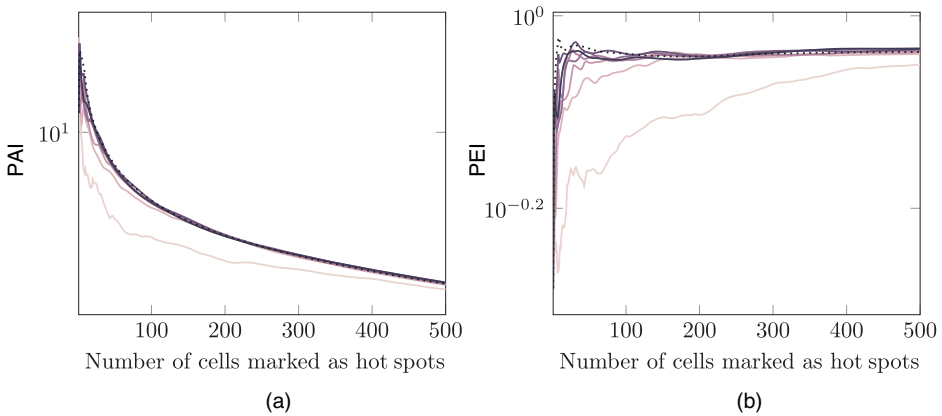 PAI
10^1
100 200 300 400 500
Number of cells marked as hot spots
(a)
PEI
10^0
10^−0.2
100 200 300 400 500
Number of cells marked as hot spots
(b)